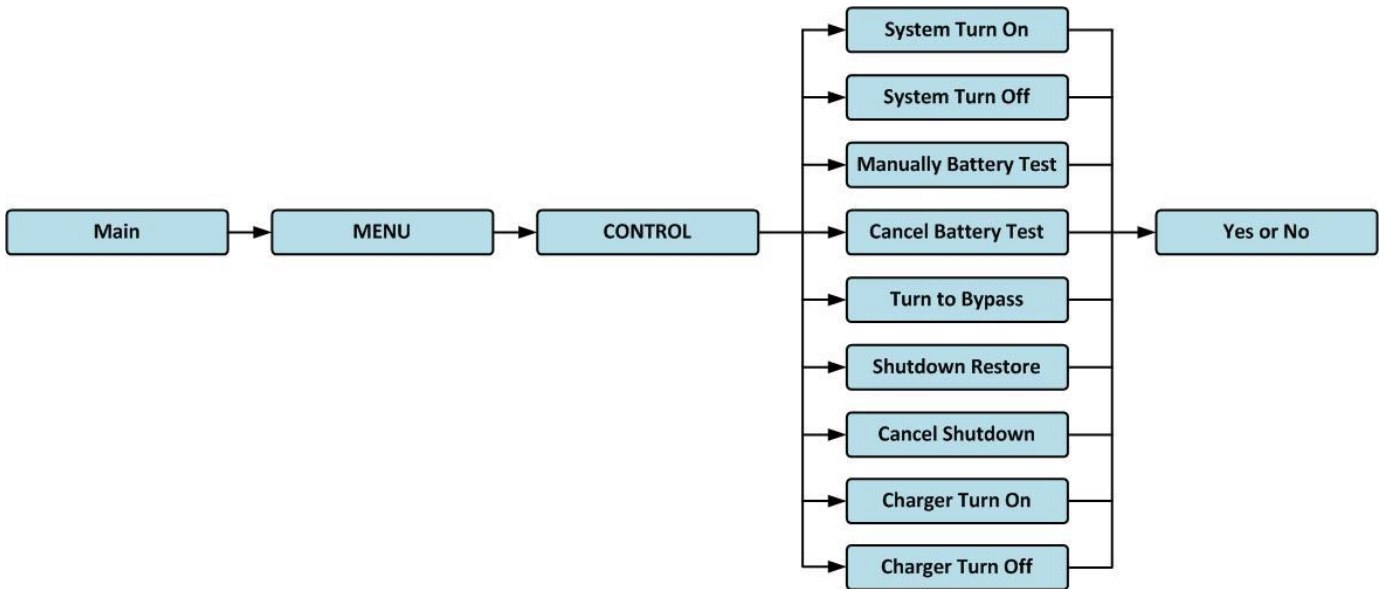 Main
MENU
CONTROL
System Turn On
System Turn Off
Manually Battery Test
Cancel Battery Test
Turn to Bypass
Shutdown Restore
Cancel Shutdown
Charger Turn On
Charger Turn Off
Yes or No